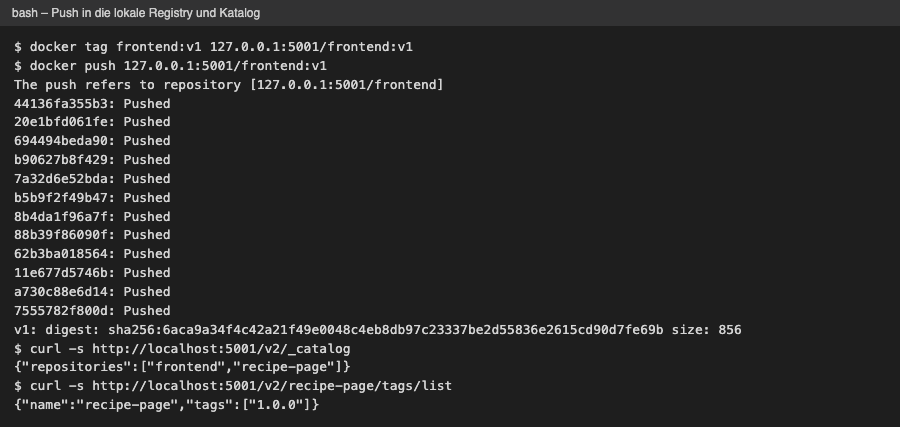 bash – Push in die lokale Registry und Katalog
$ docker tag frontend:v1 127.0.0.1:5001/frontend:v1
$ docker push 127.0.0.1:5001/frontend:v1
The push refers to repository [127.0.0.1:5001/frontend]
44136fa355b3: Pushed
20e1bfd061fe: Pushed
694494beda90: Pushed
b90627b8f429: Pushed
7a32d6e52bda: Pushed
b5b9f2f49b47: Pushed
8b4da1f96a7f: Pushed
88b39f86090f: Pushed
62b3ba018564: Pushed
11e677d5746b: Pushed
a730c88e6d14: Pushed
7555782f800d: Pushed
v1: digest: sha256:6aca9a34f4c42a21f49e0048c4eb8db97c23337be2d55836e2615cd90d7fe69b size: 856
$ curl -s http://localhost:5001/v2/_catalog
{"repositories":["frontend","recipe-page"]}
$ curl -s http://localhost:5001/v2/recipe-page/tags/list
{"name":"recipe-page","tags":["1.0.0"]}